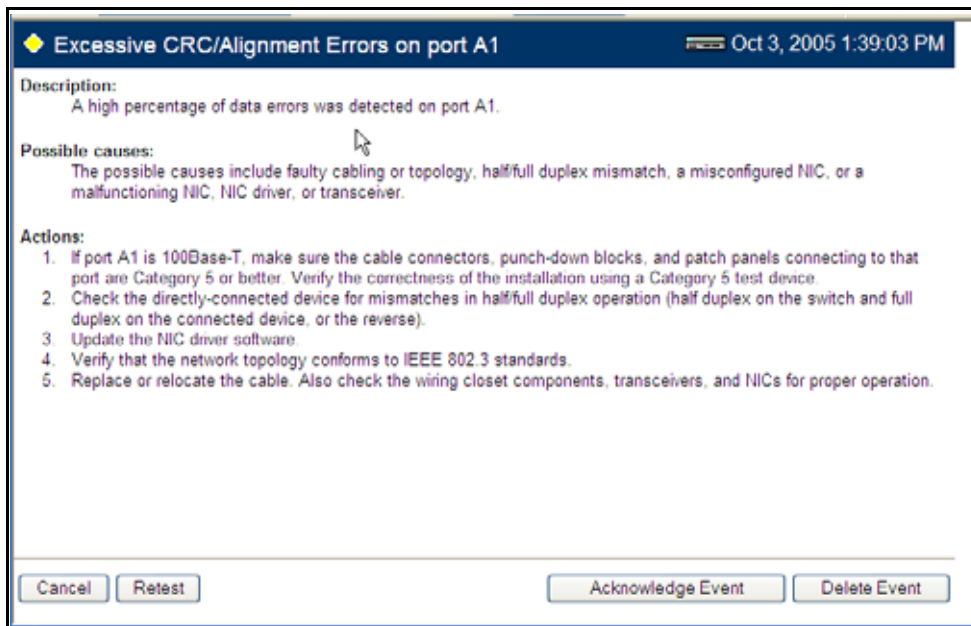 Excessive CRC/Alignment Errors on port A1
Oct 3, 2005 1:39:03 PM
Description:
A high percentage of data errors was detected on port A1.
Possible causes:
The possible causes include faulty cabling or topology, half/full duplex mismatch, a misconfigured NIC, or a
malfunctioning NIC, NIC driver, or transceiver.
Actions:
1. If port A1 is 100Base-T, make sure the cable connectors, punch-down blocks, and patch panels connecting to that
port are Category 5 or better. Verify the correctness of the installation using a Category 5 test device.
2. Check the directly-connected device for mismatches in half/full duplex operation (half duplex on the switch and full
duplex on the connected device, or the reverse).
3. Update the NIC driver software.
4. Verify that the network topology conforms to IEEE 802.3 standards.
5. Replace or relocate the cable. Also check the wiring closet components, transceivers, and NICs for proper operation.
Cancel
Retest
Acknowledge Event
Delete Event